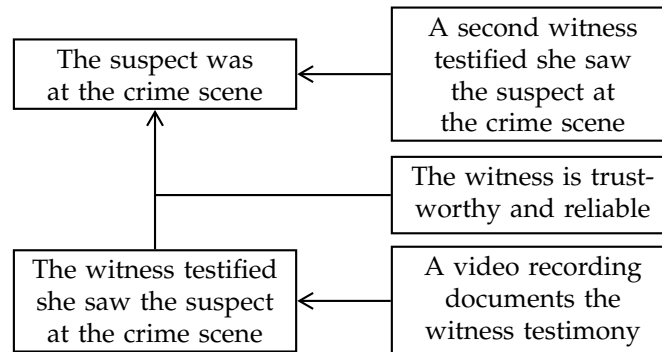 The suspect was
at the crime scene
A second witness
testified she saw
the suspect at
the crime scene
The witness is trust-
worthy and reliable
The witness testified
she saw the suspect
at the crime scene
A video recording
documents the
witness testimony